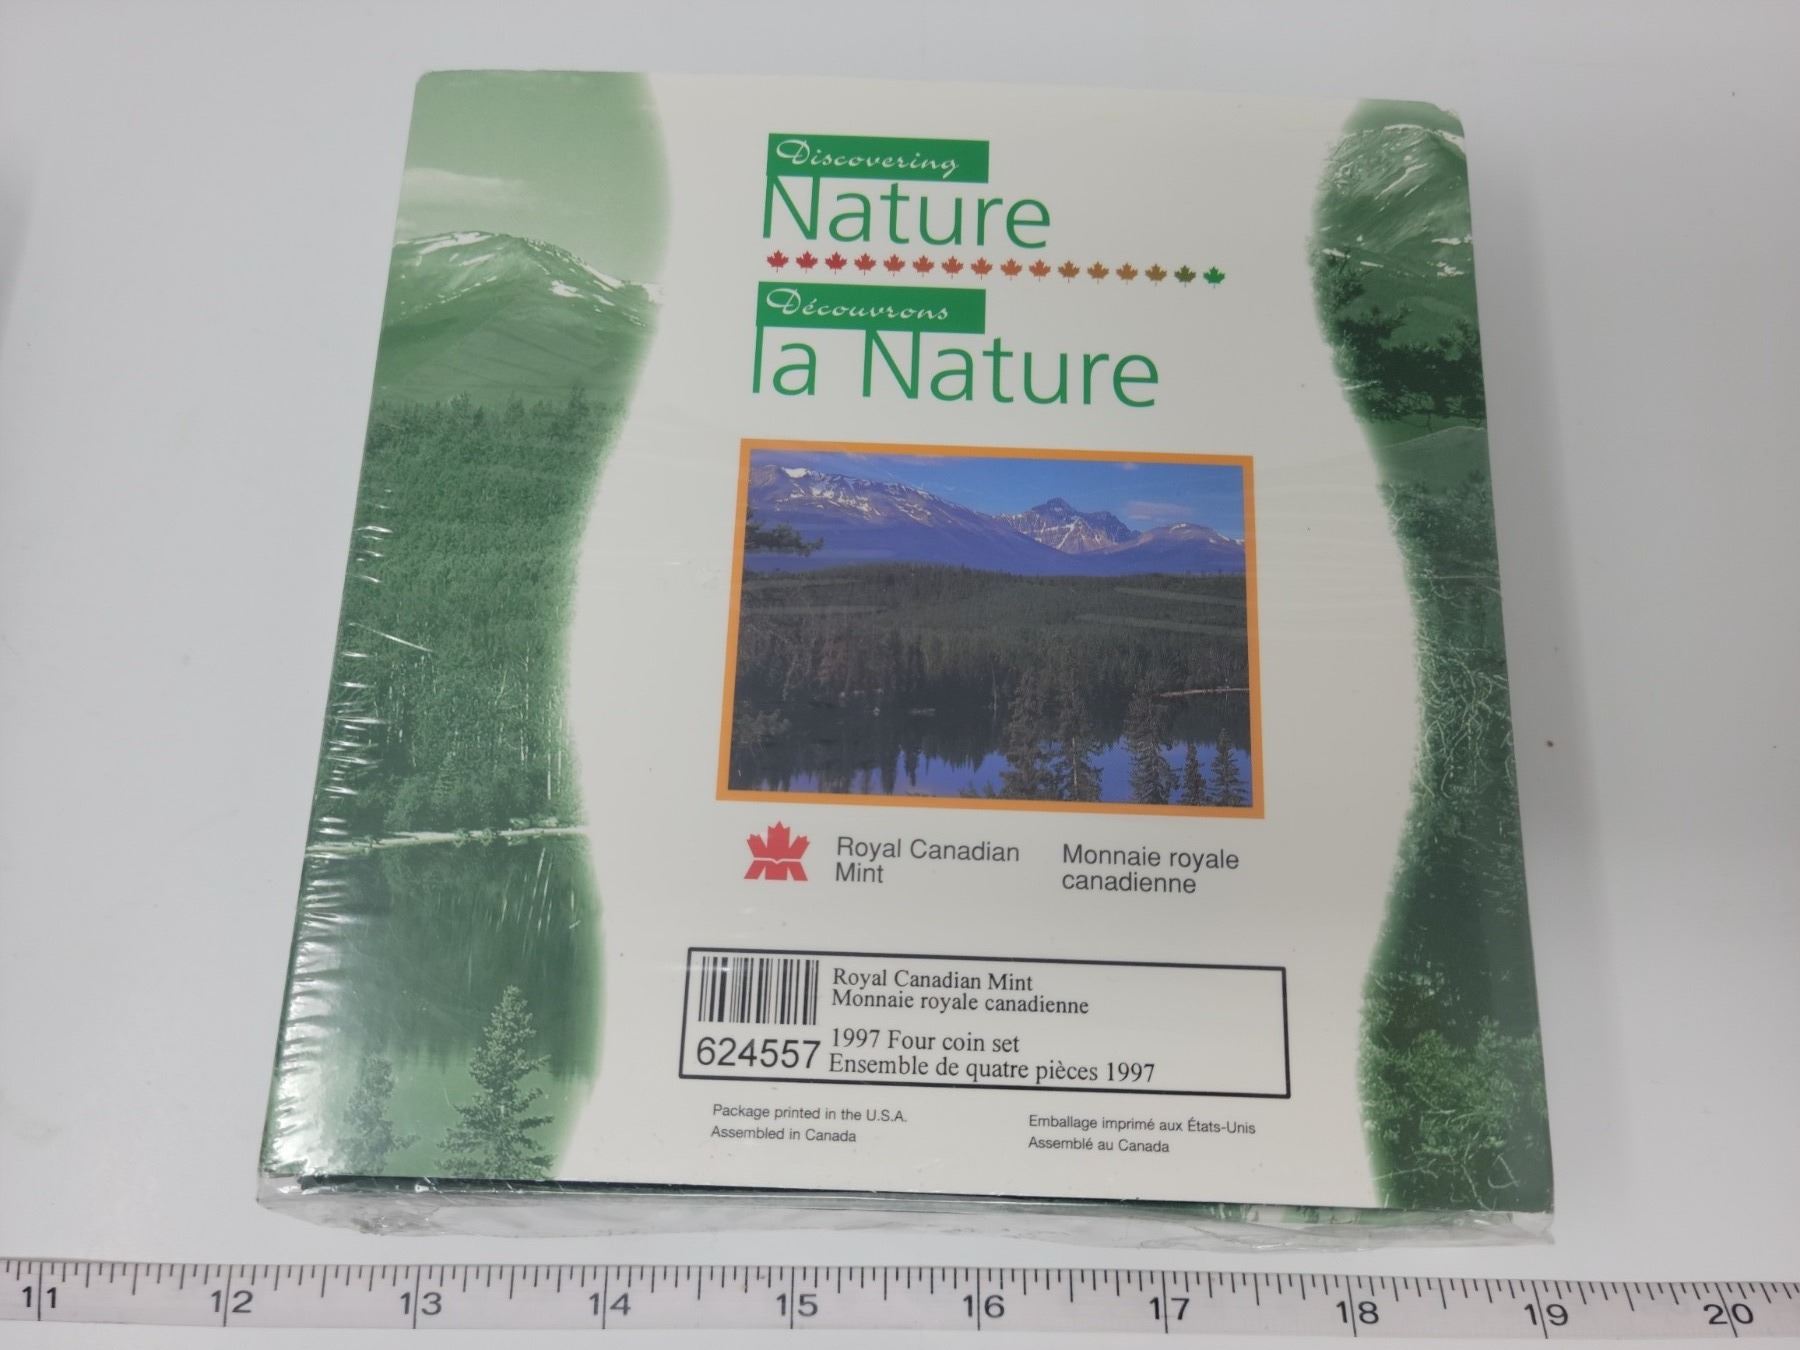 Discovering
Nature
Découvrons
la Nature
Royal Canadian
Mint
Monnaie royale
canadienne
Royal Canadian Mint
Monnaie royale canadienne
624557
1997 Four coin set
Ensemble de quatre pièces 1997
Package printed in the U.S.A.
Assembled in Canada
Emballage imprimé aux États-Unis
Assemblé au Canada
11 12 13 14 15 16 17 18 19 20